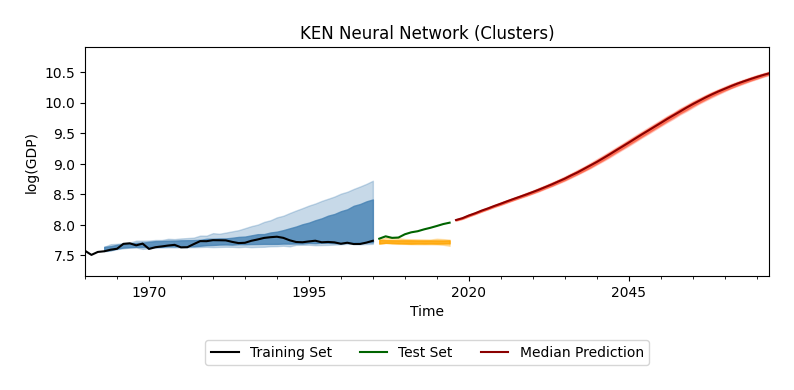 KEN Neural Network (Clusters)
10.5
10.0
9.5
9.0
8.5
8.0
7.5
log(GDP)
1970 1995 2020 2045
Time
Training Set Test Set Median Prediction